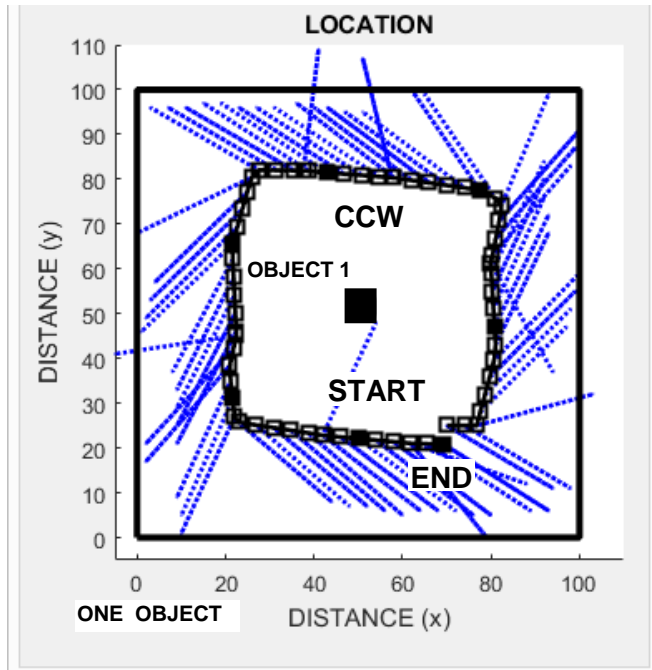 LOCATION
110
100
90
80
70
60
50
40
30
20
10
0
DISTANCE (y)
CCW
OBJECT 1
START
END
0 20 40 60 80 100
ONE OBJECT
DISTANCE (x)